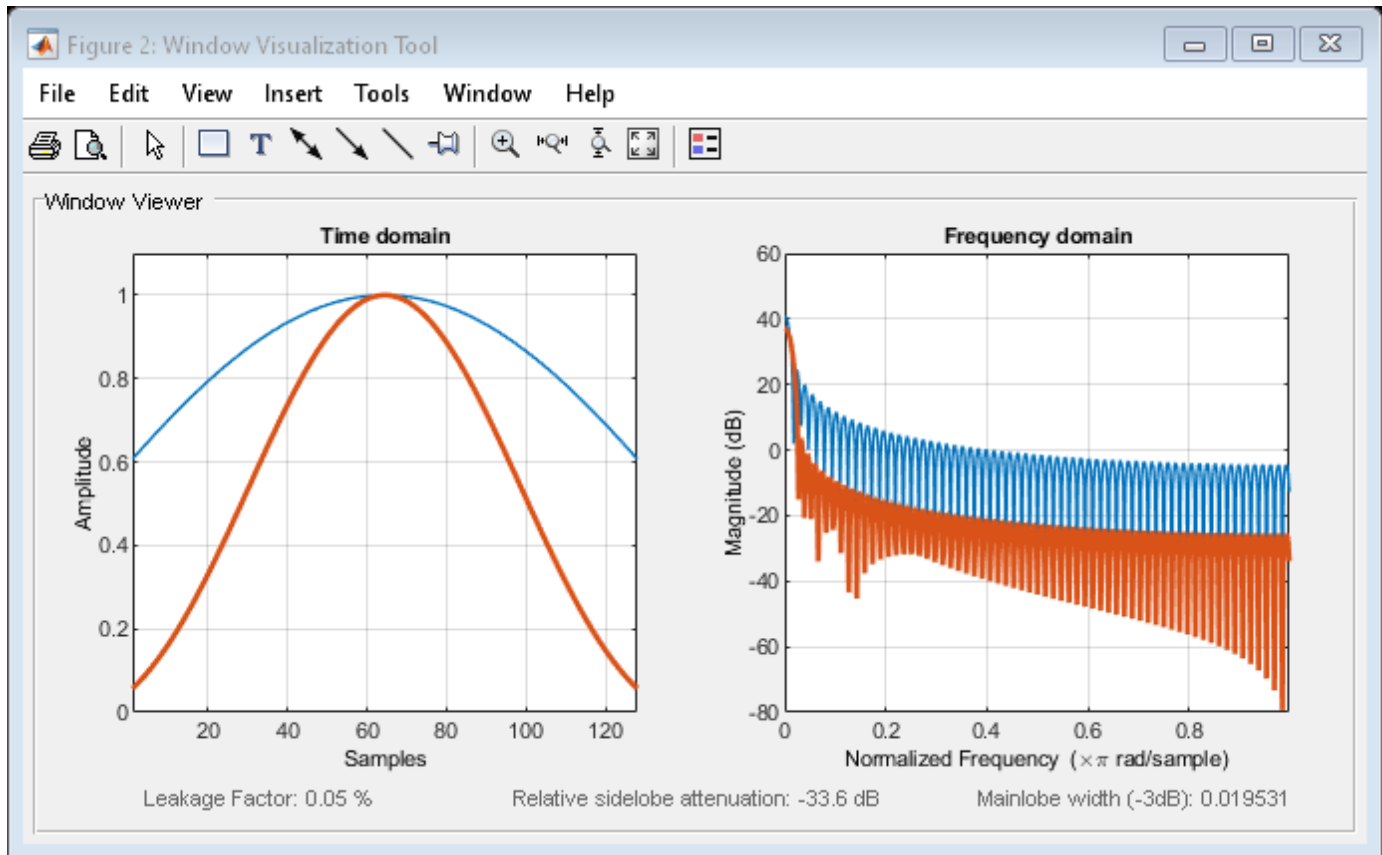 Figure 2: Window Visualization Tool
File Edit View Insert Tools Window Help
T
Window Viewer
Time domain
1
0.8
0.6
0.4
0.2
0
Amplitude
20 40 60 80 100 120
Samples
Frequency domain
60
40
20
0
-20
-40
-60
-80
Magnitude (dB)
0 0.2 0.4 0.6 0.8
Normalized Frequency (×π rad/sample)
Leakage Factor: 0.05 %
Relative sidelobe attenuation: -33.6 dB
Mainlobe width (-3dB): 0.019531